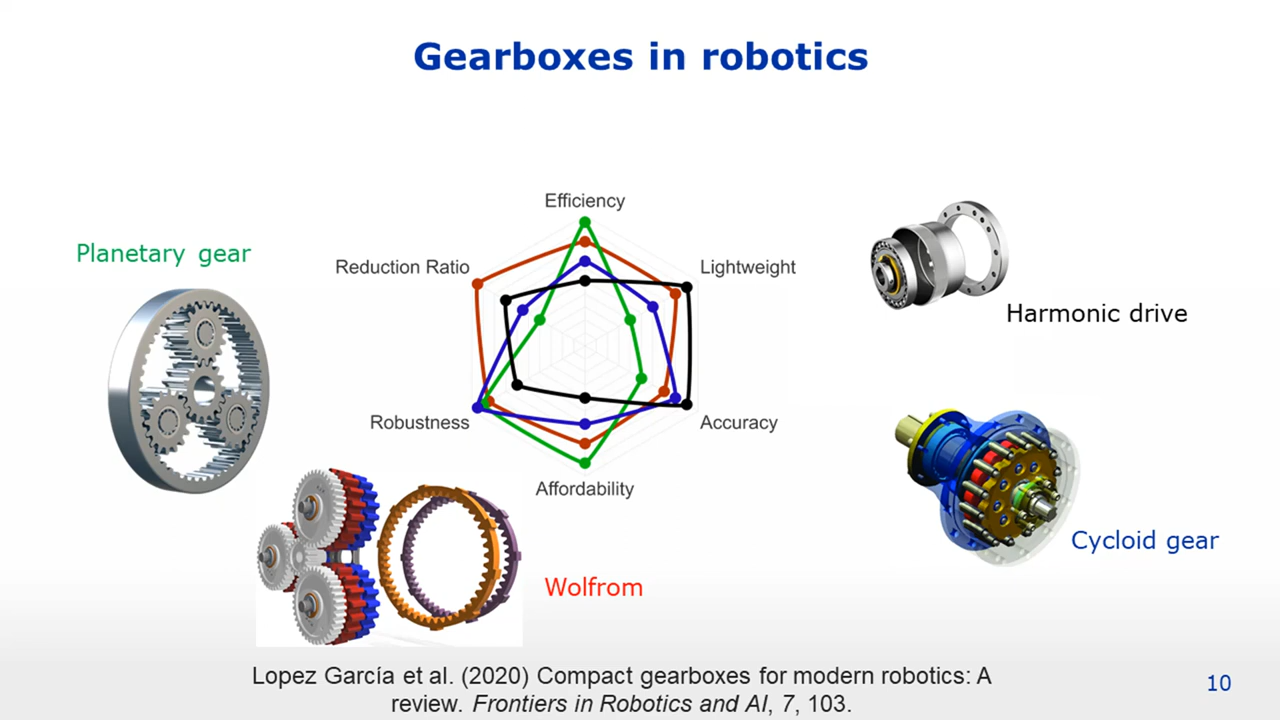 Gearboxes in robotics
Planetary gear
Efficiency
Reduction Ratio
Lightweight
Robustness
Accuracy
Affordability
Harmonic drive
Cycloid gear
Wolfrom
Lopez García et al. (2020) Compact gearboxes for modern robotics: A
review. Frontiers in Robotics and AI, 7, 103.
10